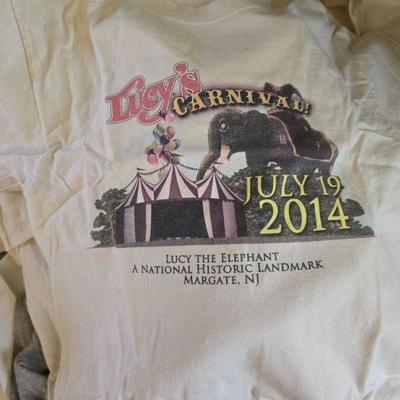 Lucy's
CARNIVAL!
JULY 19
2014
LUCY THE ELEPHANT
A NATIONAL HISTORIC LANDMARK
MARGATE, NJ